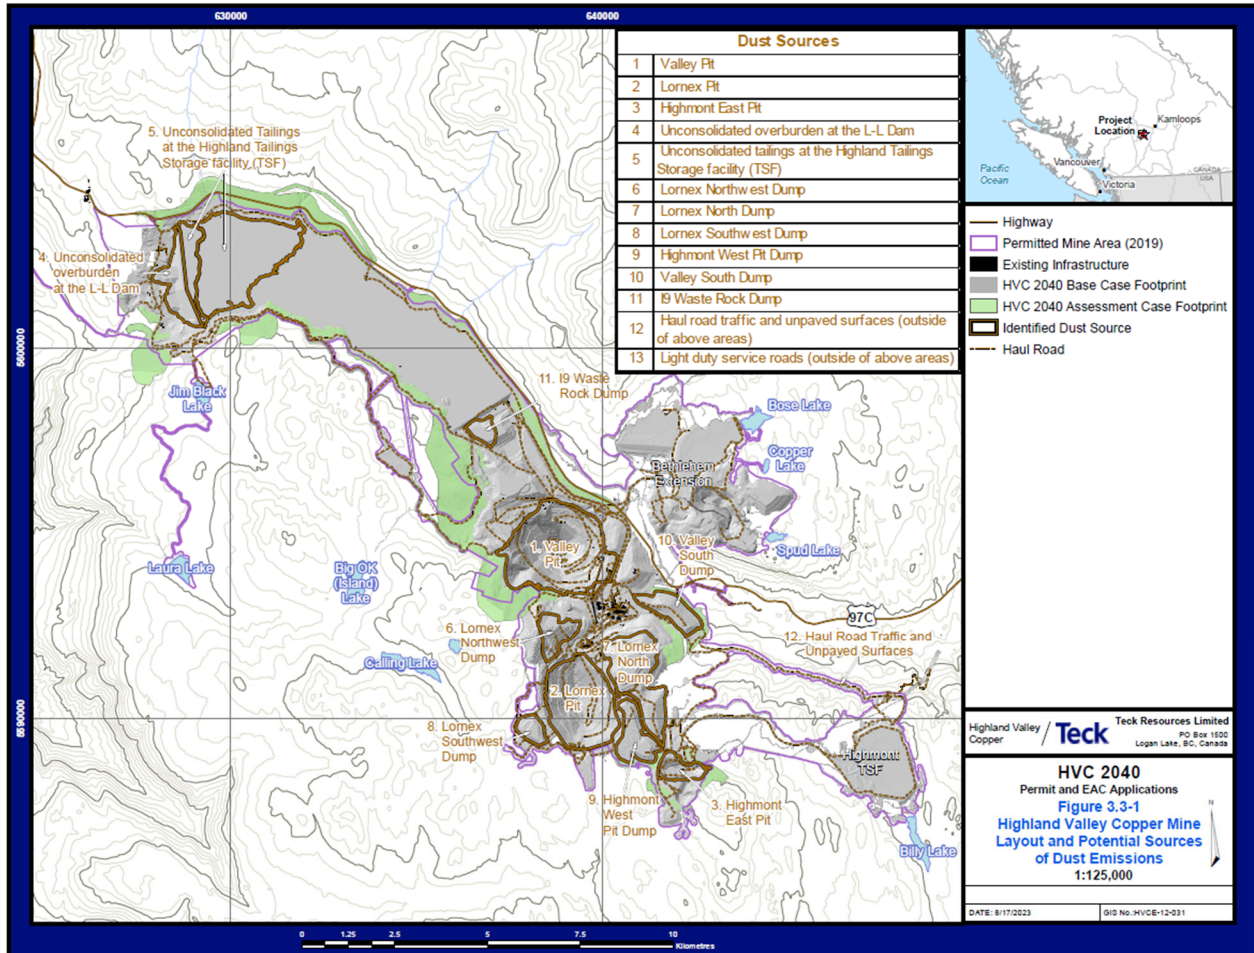 630000
640000
Dust Sources
1 Valley Pit
2 Lornex Pit
3 Highmont East Pit
4 Unconsolidated overburden at the L-L Dam
5 Unconsolidated tailings at the Highland Tailings
Storage facility (TSF)
6 Lornex Northwest Dump
7 Lornex North Dump
8 Lornex Southwest Dump
9 Highmont West Pit Dump
10 Valley South Dump
11 I9 Waste Rock Dump
12 Haul road traffic and unpaved surfaces (outside
of above areas)
13 Light duty service roads (outside of above areas)
5. Unconsolidated Tailings
at the Highland Tailings
Storage facility (TSF)
4. Unconsolidated
overburden
at the L-L Dam
5600000
Jim Black
Lake
11. I9 Waste
Rock Dump
Bose Lake
Bethlehem
Extension
Copper
Lake
1. Valley
Pit
10. Valley
South
Dump
Spud Lake
Laura Lake
Big OK
(Island)
Lake
97C
6. Lornex
Northwest
Dump
12. Haul Road Traffic and
Unpaved Surfaces
Calling Lake
7. Lornex
North
Dump
2. Lornex
Pit
5590000
8. Lornex
Southwest
Dump
Highmont
TSF
9. Highmont
West
Pit Dump
3. Highmont
East Pit
Billy Lake
0 1.25 2.5 5 7.5 10
Kilometres
Project
Location
Kamloops
Vancouver
Victoria
Pacific
Ocean
CANADA
USA
Highway
Permitted Mine Area (2019)
Existing Infrastructure
HVC 2040 Base Case Footprint
HVC 2040 Assessment Case Footprint
Identified Dust Source
Haul Road
Highland Valley
Copper
Teck
Teck Resources Limited
PO Box 1500
Logan Lake, BC, Canada
HVC 2040
Permit and EAC Applications
Figure 3.3-1
Highland Valley Copper Mine
Layout and Potential Sources
of Dust Emissions
1:125,000
N
DATE: 8/17/2023
GIS No.:HVCE-12-031